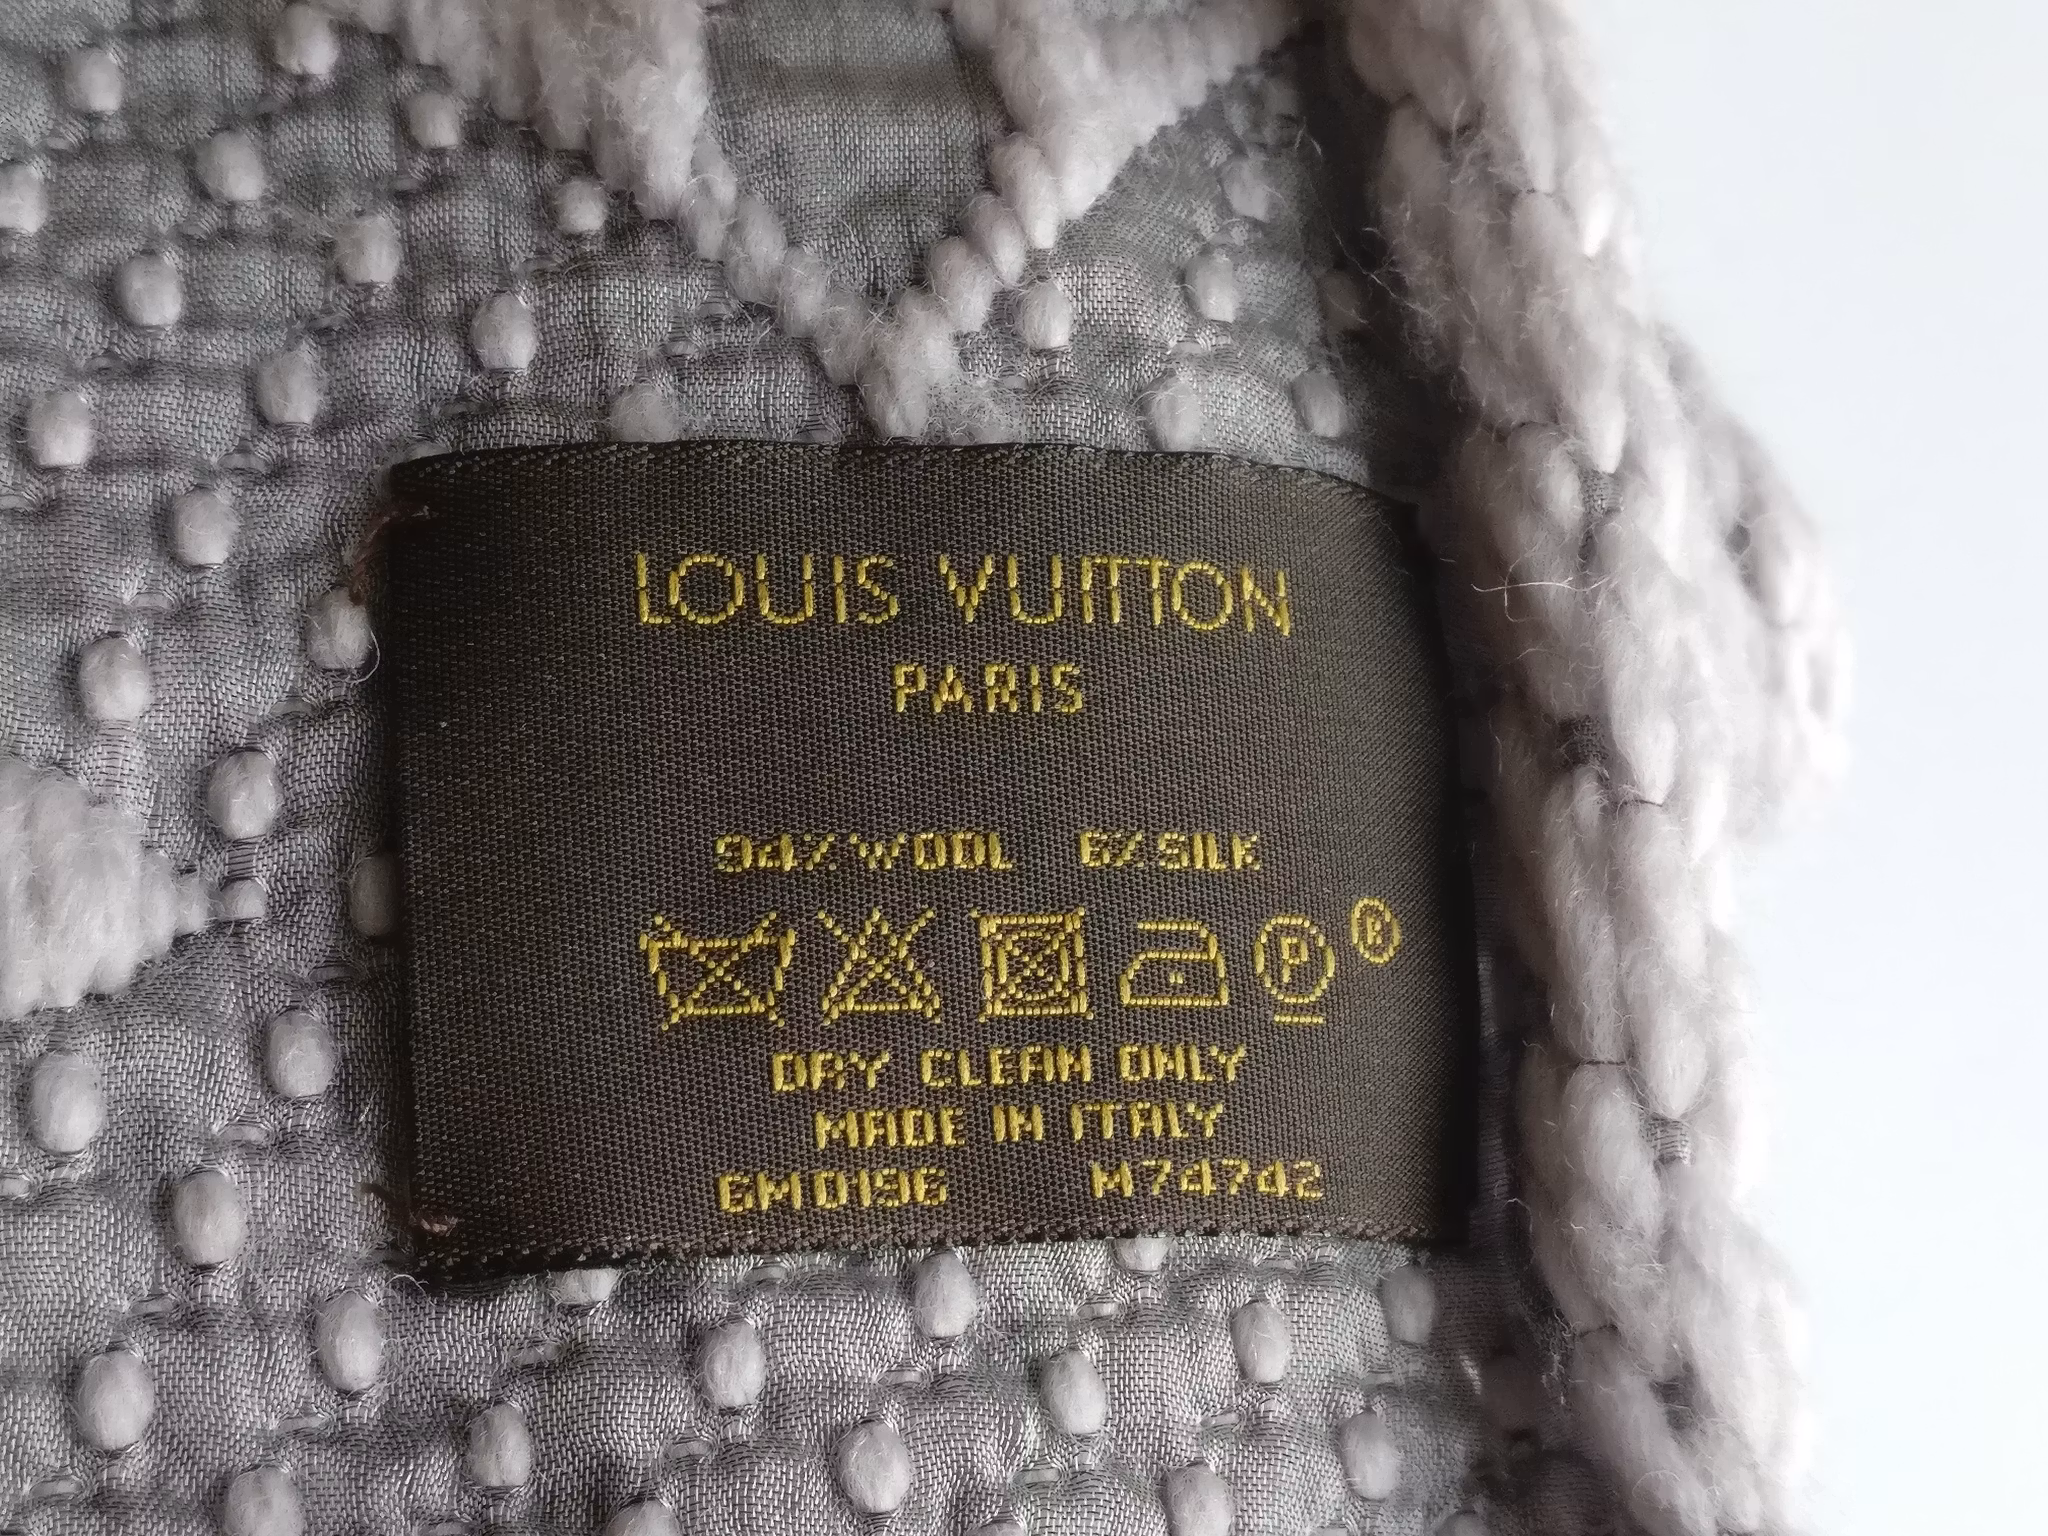 LOUIS VUITTON
PARIS
94% WOOL 6% SILK
P ®
DRY CLEAN ONLY
MADE IN ITALY
GM0196 M74742